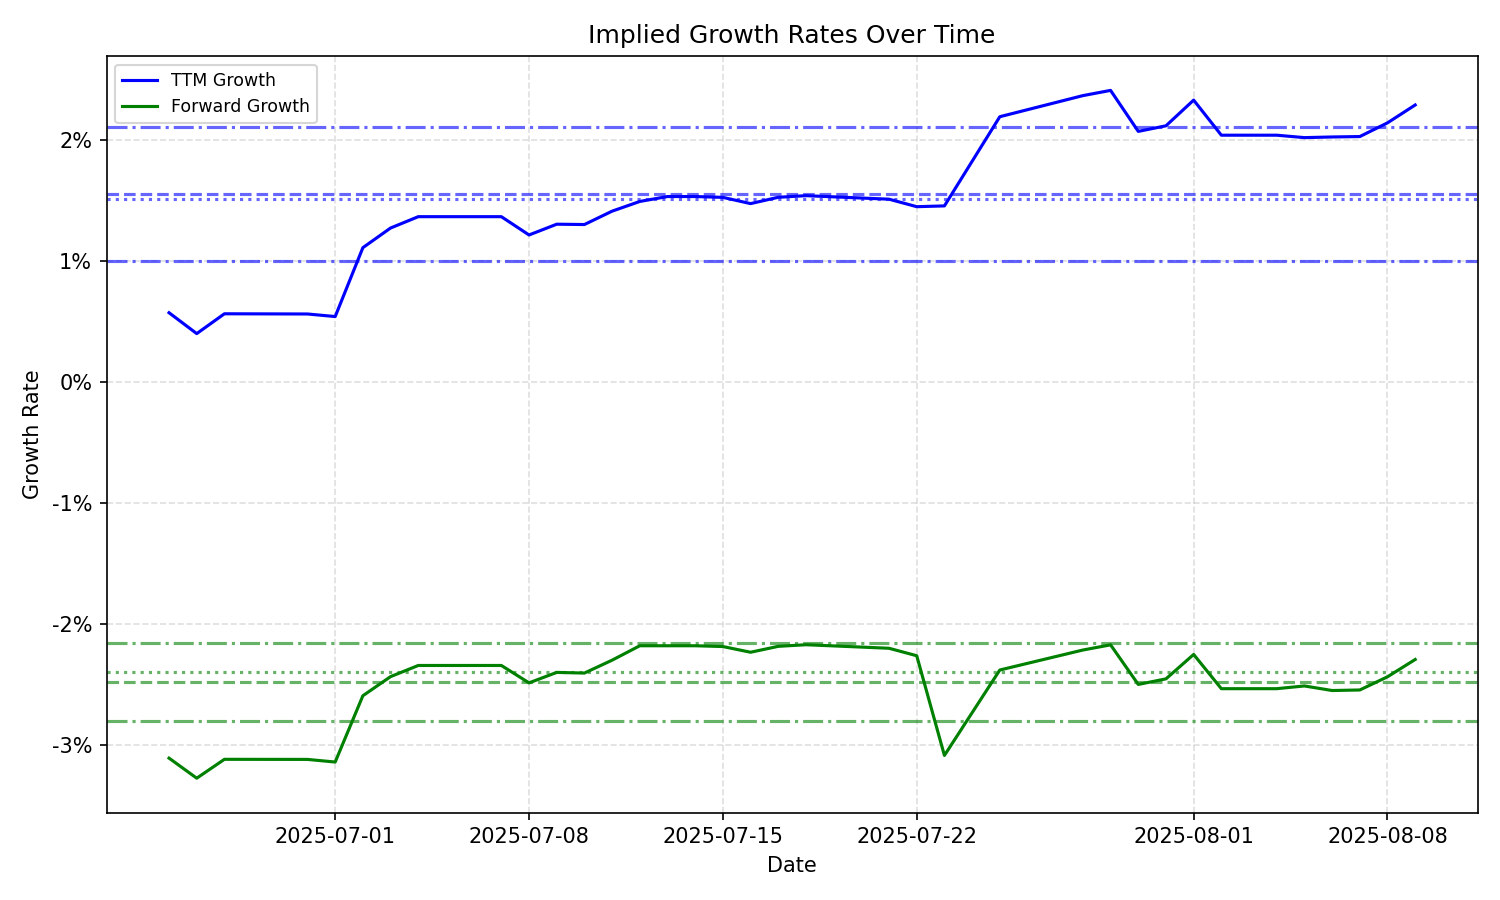 Implied Growth Rates Over Time
TTM Growth
Forward Growth
2%
1%
0%
-1%
-2%
-3%
Growth Rate
2025-07-01
2025-07-08
2025-07-15
2025-07-22
2025-08-01
2025-08-08
Date